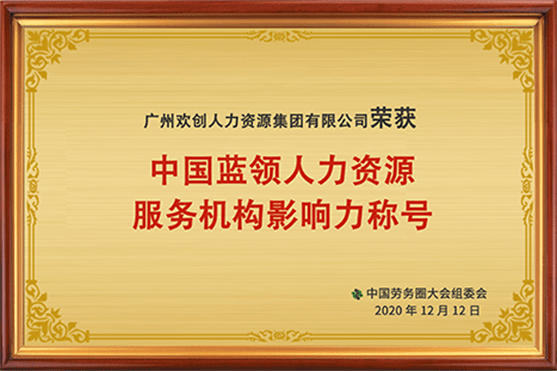 广州欢创人力资源集团有限公司荣获
中国蓝领人力资源
服务机构影响力称号
中国劳务圈大会组委会
2020 年 12 月 12 日